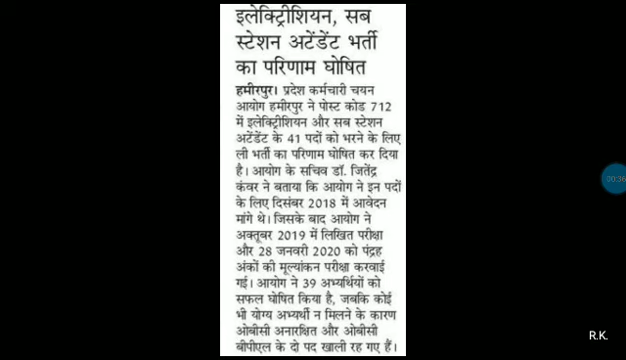 इलेक्ट्रीशियन, सब
स्टेशन अटेंडेंट भर्ती
का परिणाम घोषित
हमीरपुर। प्रदेश कर्मचारी चयन
आयोग हमीरपुर ने पोस्ट कोड 712
में इलेक्ट्रिीशियन और सब स्टेशन
अटेंडेंट के 41 पदों को भरने के लिए
ली भर्ती का परिणाम घोषित कर दिया
है। आयोग के सचिव डॉ. जितेंद्र
कंवर ने बताया कि आयोग ने इन पदों
के लिए दिसंबर 2018 में आवेदन
मांगे थे। जिसके बाद आयोग ने
अक्तूबर 2019 में लिखित परीक्षा
और 28 जनवरी 2020 को पंद्रह
अंकों की मूल्यांकन परीक्षा करवाई
गई। आयोग ने 39 अभ्यर्थियों को
सफल घोषित किया है, जबकि कोई
भी योग्य अभ्यर्थी न मिलने के कारण
ओबीसी अनारक्षित और ओबीसी
बीपीएल के दो पद खाली रह गए हैं।
00:36
R.K.